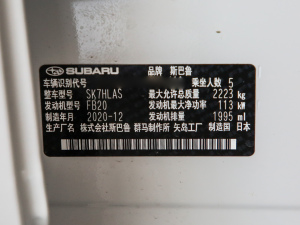 SUBARU 品牌 斯巴鲁
车辆识别代号 乘坐人数 5
整车型号 SK7HLAS 最大允许总质量 2223 kg
发动机型号 FB20 发动机最大净功率 113 kW
制造年月 2020-12 发动机排量 1995 ml
生产厂名 株式会社斯巴鲁 群马制作所 矢岛工厂 制造国 日本